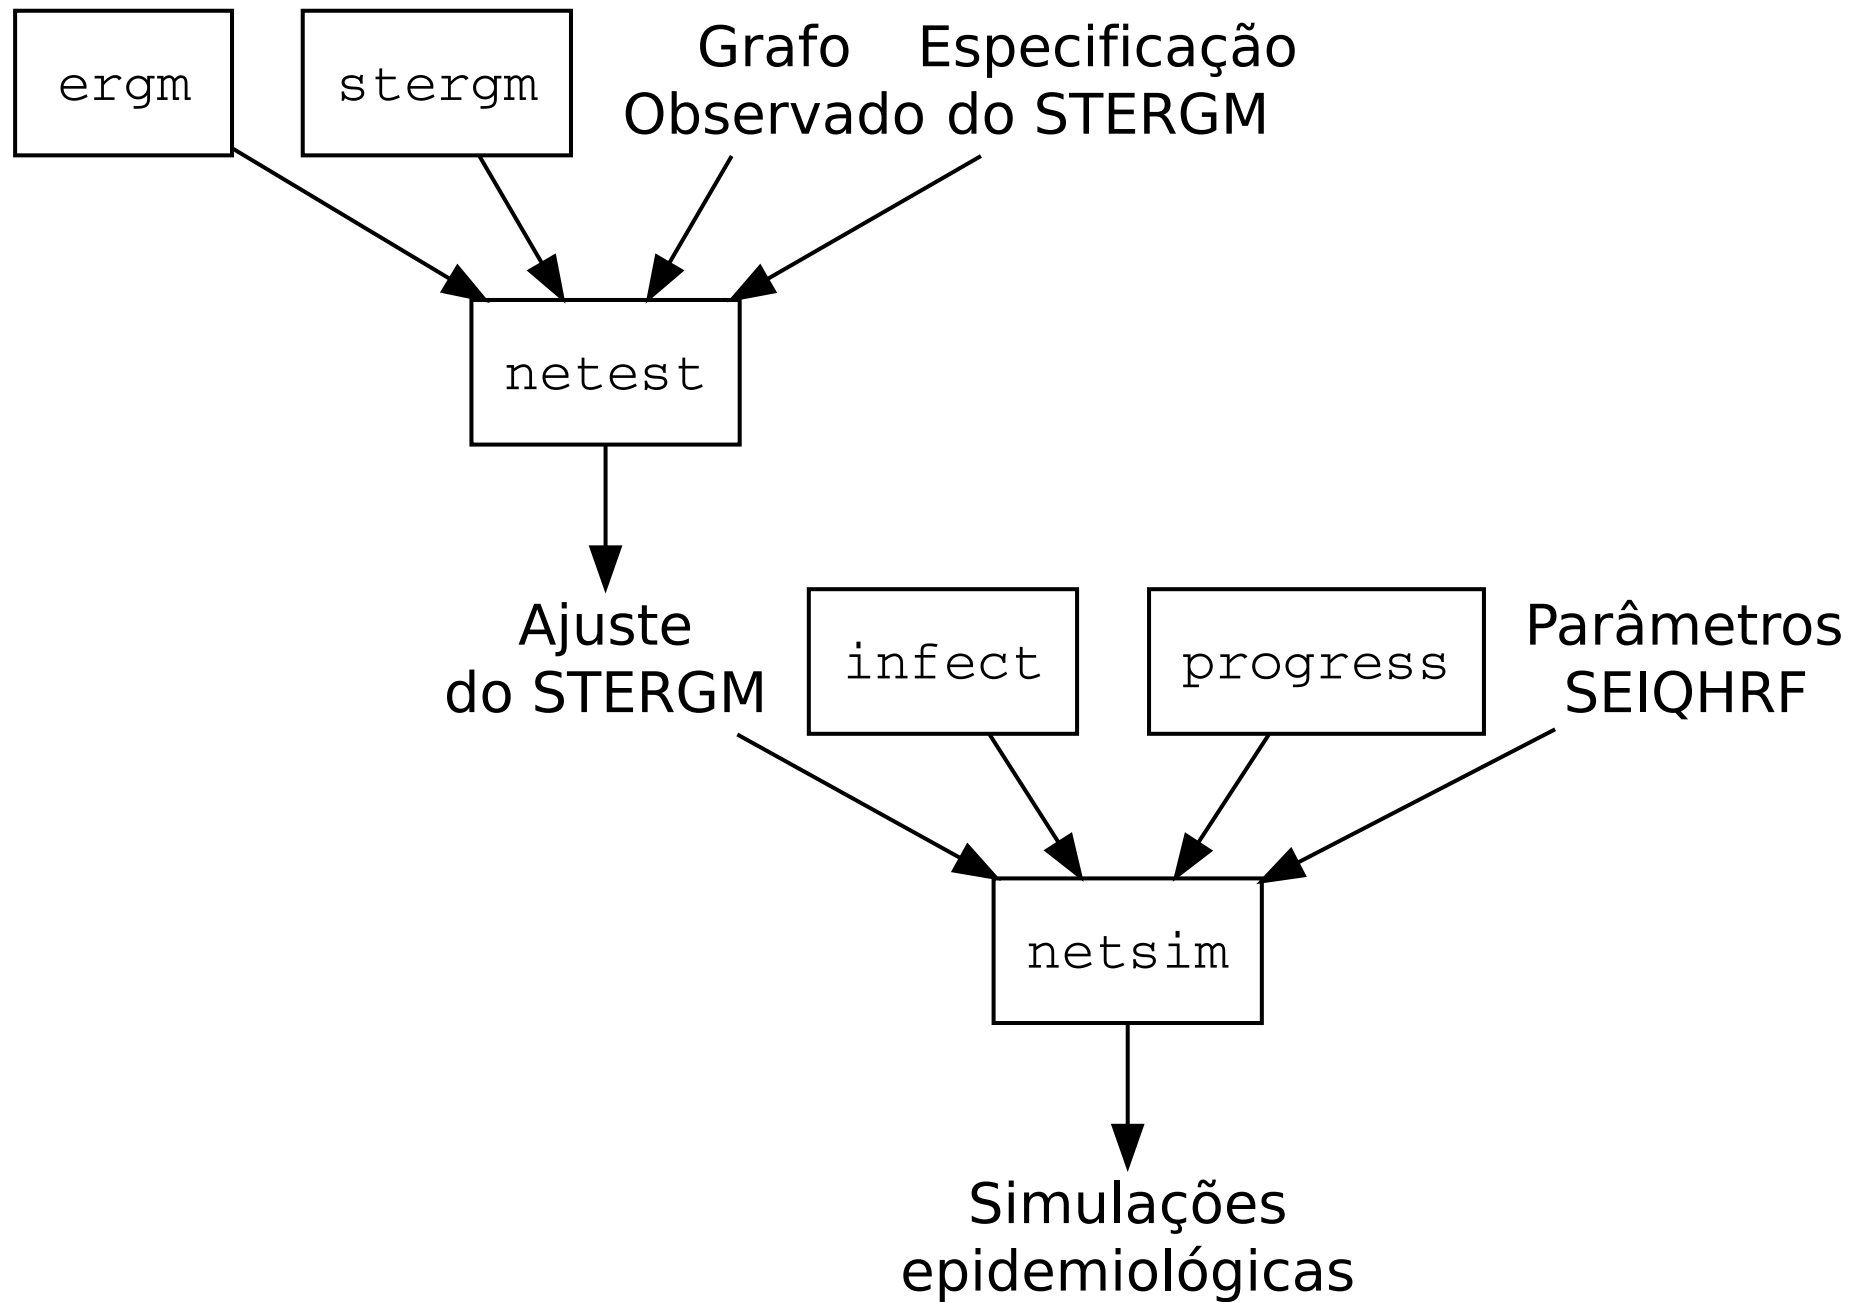 ergm
stergm
Grafo
Observado
Especificação
do STERGM
netest
Ajuste
do STERGM
infect
progress
Parâmetros
SEIQHRF
netsim
Simulações
epidemiológicas